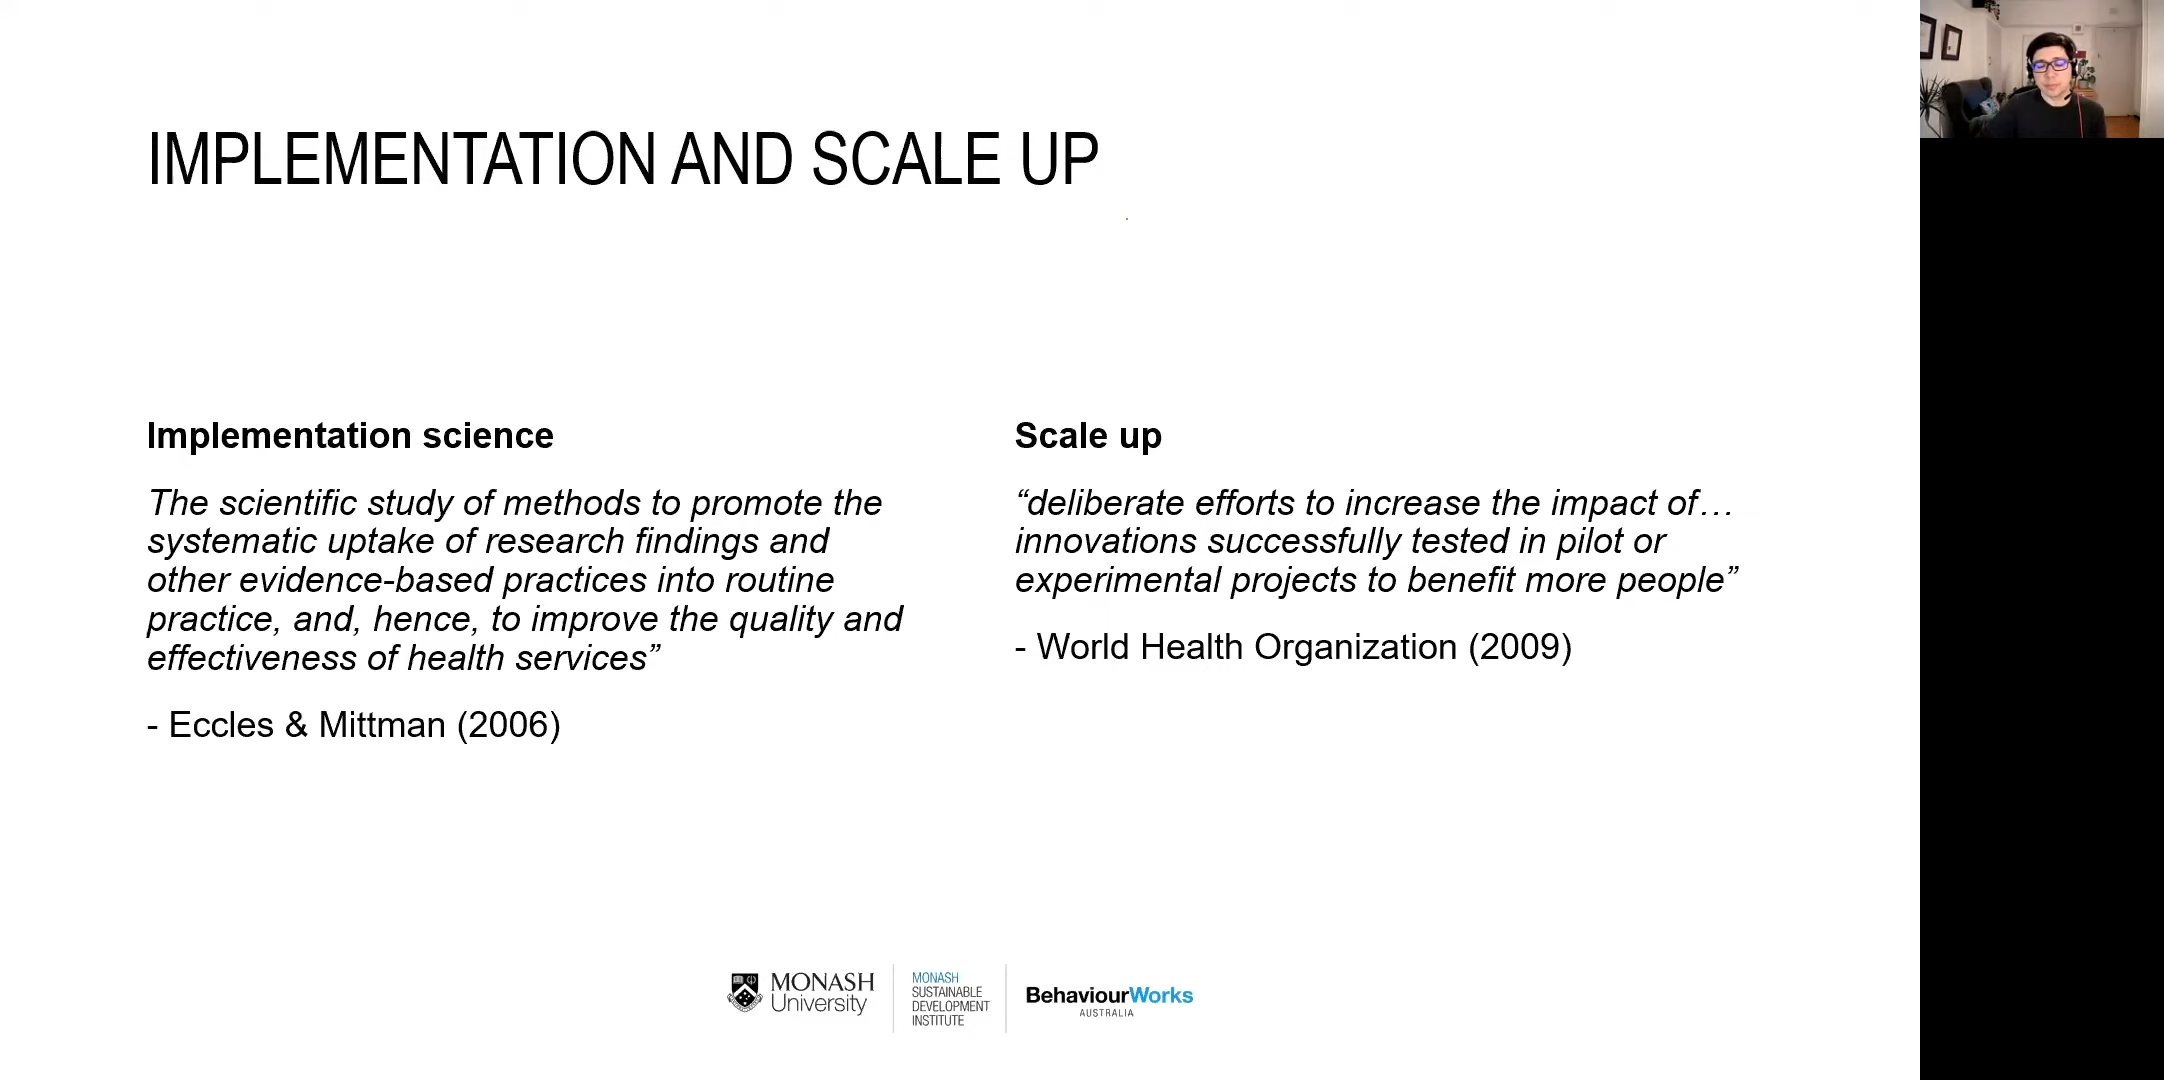 IMPLEMENTATION AND SCALE UP
Implementation science
The scientific study of methods to promote the
systematic uptake of research findings and
other evidence-based practices into routine
practice, and, hence, to improve the quality and
effectiveness of health services”
- Eccles & Mittman (2006)
Scale up
“deliberate efforts to increase the impact of…
innovations successfully tested in pilot or
experimental projects to benefit more people”
- World Health Organization (2009)
MONASH
University
MONASH
SUSTAINABLE
DEVELOPMENT
INSTITUTE
BehaviourWorks
AUSTRALIA